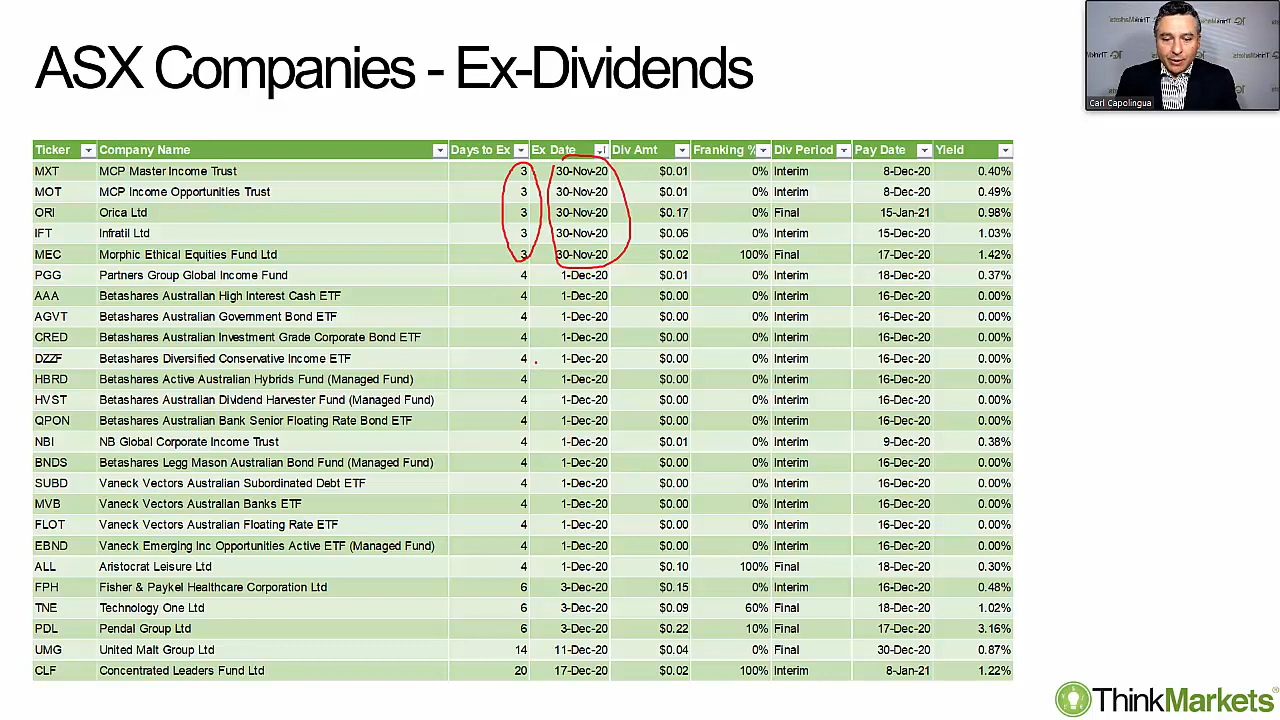 ASX Companies - Ex-Dividends
Carl Capolingua
Ticker Company Name Days to Ex Ex Date Div Amt Franking % Div Period Pay Date Yield
MXT MCP Master Income Trust 3 30-Nov-20 $0.01 0% Interim 8-Dec-20 0.40%
MOT MCP Income Opportunities Trust 3 30-Nov-20 $0.01 0% Interim 8-Dec-20 0.49%
ORI Orica Ltd 3 30-Nov-20 $0.17 0% Final 15-Jan-21 0.98%
IFT Infratil Ltd 3 30-Nov-20 $0.06 0% Interim 15-Dec-20 1.03%
MEC Morphic Ethical Equities Fund Ltd 3 30-Nov-20 $0.02 100% Final 17-Dec-20 1.42%
PGG Partners Group Global Income Fund 4 1-Dec-20 $0.01 0% Interim 18-Dec-20 0.37%
AAA Betashares Australian High Interest Cash ETF 4 1-Dec-20 $0.00 0% Interim 16-Dec-20 0.00%
AGVT Betashares Australian Government Bond ETF 4 1-Dec-20 $0.00 0% Interim 16-Dec-20 0.00%
CRED Betashares Australian Investment Grade Corporate Bond ETF 4 1-Dec-20 $0.00 0% Interim 16-Dec-20 0.00%
DZZF Betashares Diversified Conservative Income ETF 4 1-Dec-20 $0.00 0% Interim 16-Dec-20 0.00%
HBRD Betashares Active Australian Hybrids Fund (Managed Fund) 4 1-Dec-20 $0.00 0% Interim 16-Dec-20 0.00%
HVST Betashares Australian Dividend Harvester Fund (Managed Fund) 4 1-Dec-20 $0.00 0% Interim 16-Dec-20 0.00%
QPON Betashares Australian Bank Senior Floating Rate Bond ETF 4 1-Dec-20 $0.00 0% Interim 16-Dec-20 0.00%
NBI NB Global Corporate Income Trust 4 1-Dec-20 $0.01 0% Interim 9-Dec-20 0.38%
BNDS Betashares Legg Mason Australian Bond Fund (Managed Fund) 4 1-Dec-20 $0.00 0% Interim 16-Dec-20 0.00%
SUBD Vaneck Vectors Australian Subordinated Debt ETF 4 1-Dec-20 $0.00 0% Interim 16-Dec-20 0.00%
MVB Vaneck Vectors Australian Banks ETF 4 1-Dec-20 $0.00 0% Interim 16-Dec-20 0.00%
FLOT Vaneck Vectors Australian Floating Rate ETF 4 1-Dec-20 $0.00 0% Interim 16-Dec-20 0.00%
EBND Vaneck Emerging Inc Opportunities Active ETF (Managed Fund) 4 1-Dec-20 $0.00 0% Interim 16-Dec-20 0.00%
ALL Aristocrat Leisure Ltd 4 1-Dec-20 $0.10 100% Final 18-Dec-20 0.30%
FPH Fisher & Paykel Healthcare Corporation Ltd 6 3-Dec-20 $0.15 0% Interim 16-Dec-20 0.48%
TNE Technology One Ltd 6 3-Dec-20 $0.09 60% Final 18-Dec-20 1.02%
PDL Pendal Group Ltd 6 3-Dec-20 $0.22 10% Final 17-Dec-20 3.16%
UMG United Malt Group Ltd 14 11-Dec-20 $0.04 0% Final 30-Dec-20 0.87%
CLF Concentrated Leaders Fund Ltd 20 17-Dec-20 $0.02 100% Interim 8-Jan-21 1.22%
ThinkMarkets